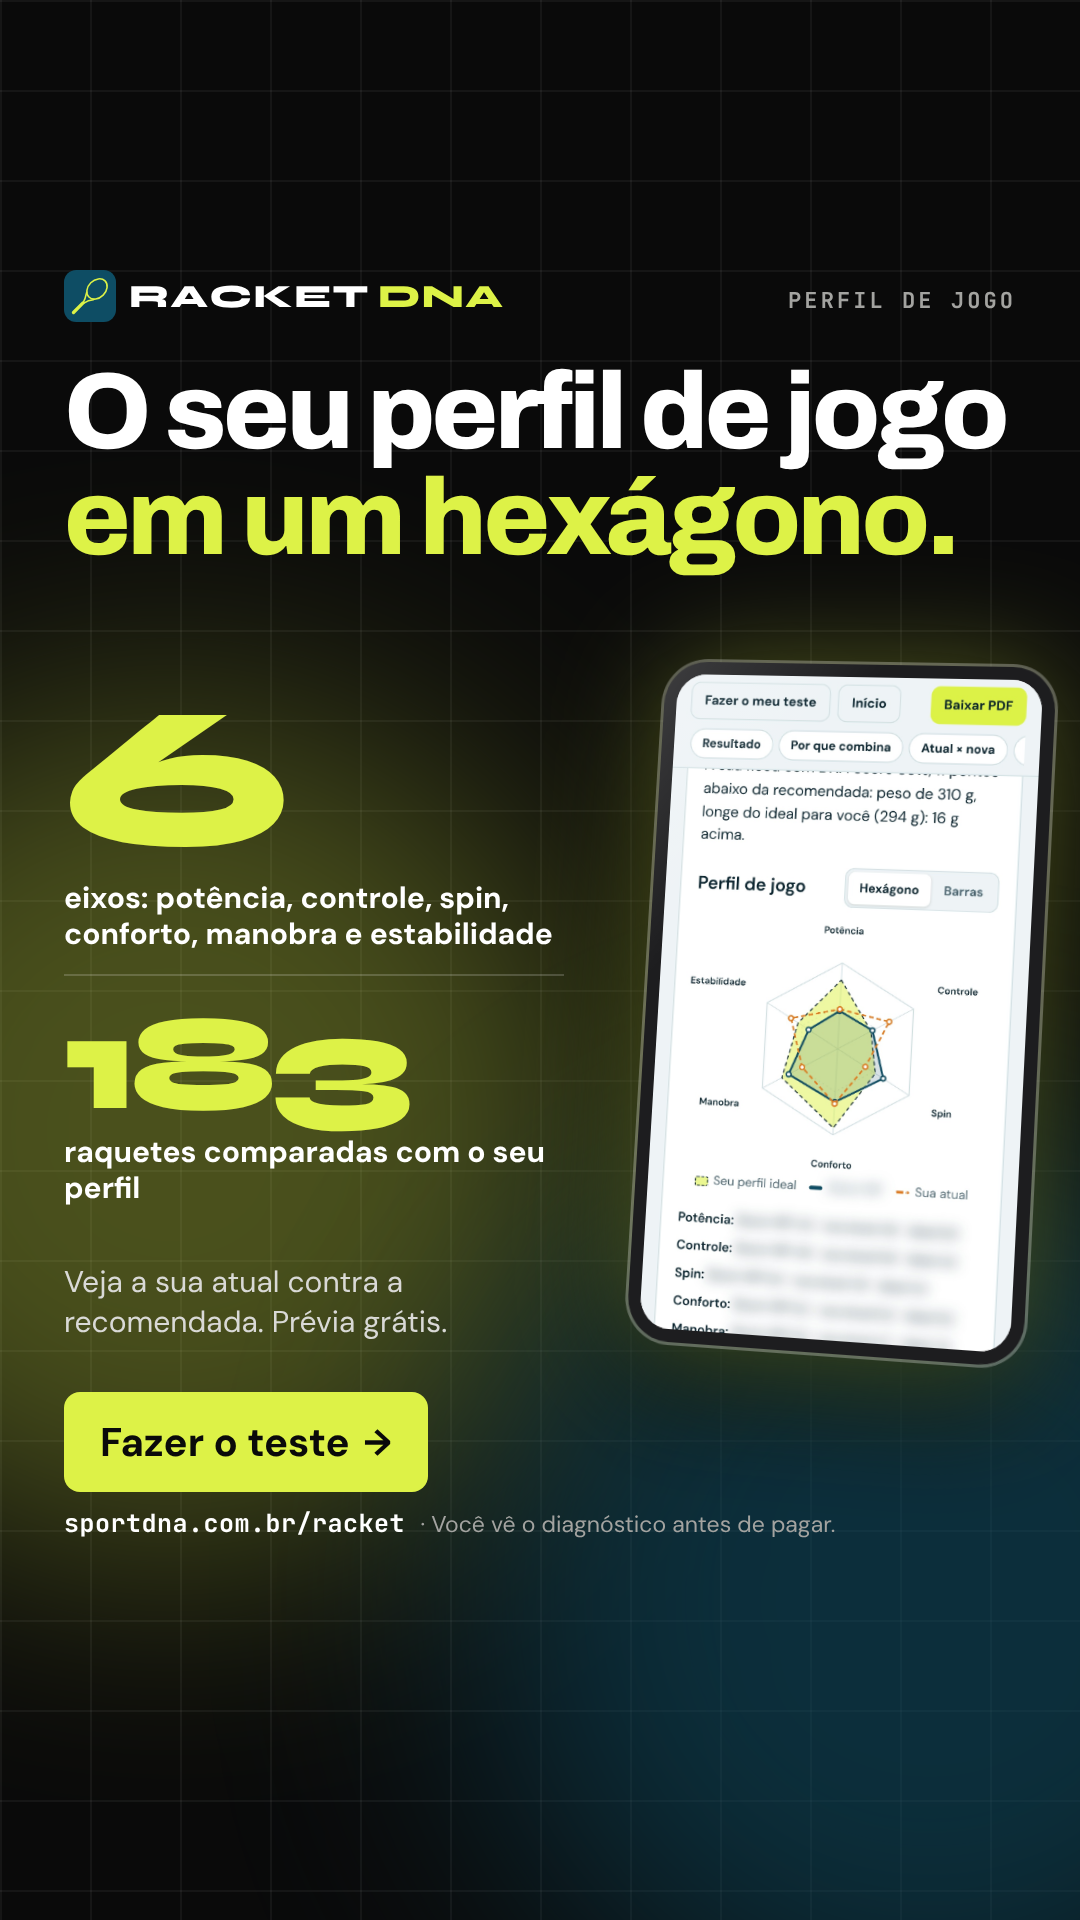 RACKET DNA
PERFIL DE JOGO
O seu perfil de jogo
em um hexágono.
6
eixos: potência, controle, spin,
conforto, manobra e estabilidade
183
raquetes comparadas com o seu
perfil
Veja a sua atual contra a
recomendada. Prévia grátis.
Fazer o teste →
sportdna.com.br/racket · Você vê o diagnóstico antes de pagar.
Fazer o meu teste
Início
Baixar PDF
Resultado
Por que combina
Atual × nova
abaixo da recomendada: peso de 310 g,
longe do ideal para você (294 g): 16 g
acima.
Perfil de jogo
Hexágono
Barras
Potência
Estabilidade
Controle
Manobra
Spin
Conforto
Seu perfil ideal
Sua atual
Potência:
Controle:
Spin:
Conforto:
Manobra: